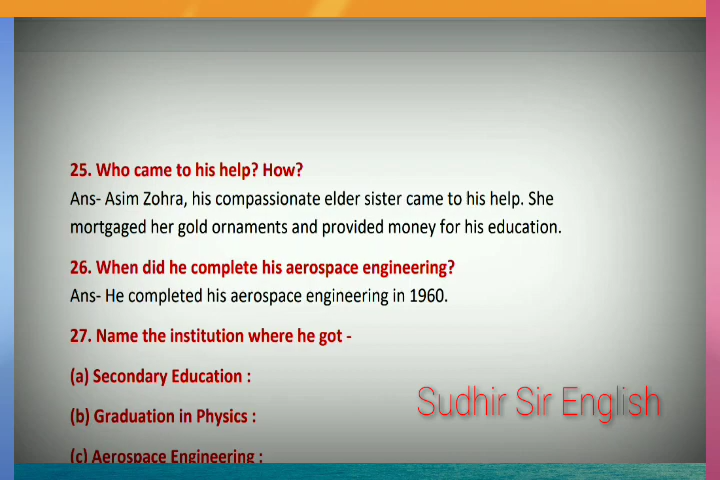 25. Who came to his help? How?
Ans- Asim Zohra, his compassionate elder sister came to his help. She
mortgaged her gold ornaments and provided money for his education.
26. When did he complete his aerospace engineering?
Ans- He completed his aerospace engineering in 1960.
27. Name the institution where he got -
(a) Secondary Education :
(b) Graduation in Physics :
(c) Aerospace Engineering :
Sudhir Sir English